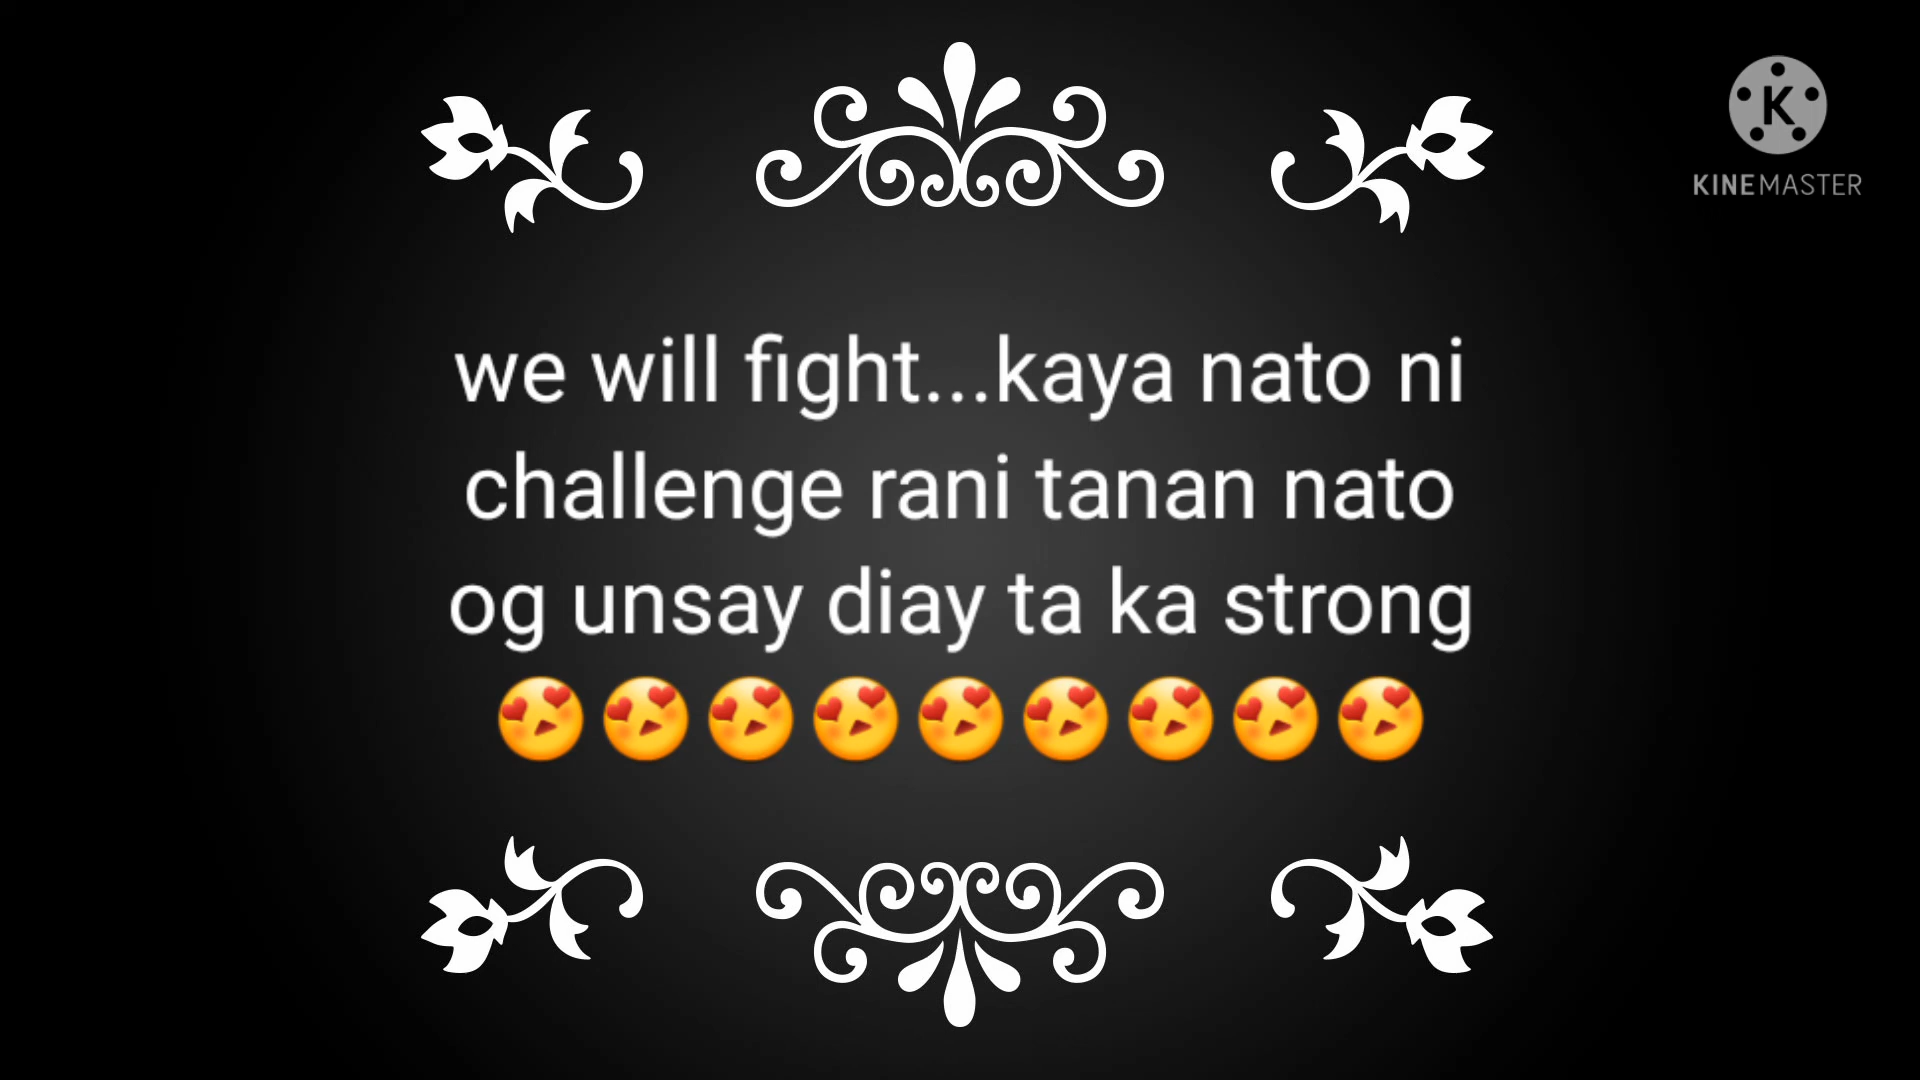 KINEMASTER
we will fight...kaya nato ni
challenge rani tanan nato
og unsay diay ta ka strong
😍😍😍😍😍😍😍😍😍